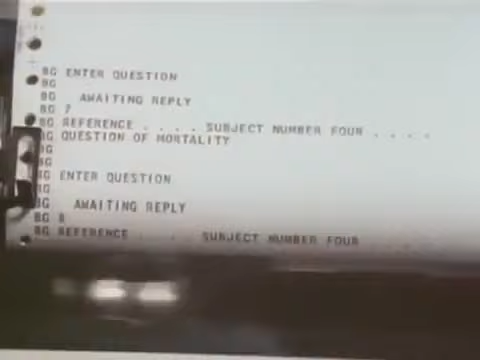 BG ENTER QUESTION
BG
BG AWAITING REPLY
BG 7
BG REFERENCE . . . . SUBJECT NUMBER FOUR . . . .
BG QUESTION OF MORTALITY
BG
BG
BG ENTER QUESTION
BG
BG AWAITING REPLY
BG 8
BG REFERENCE . . . . SUBJECT NUMBER FOUR